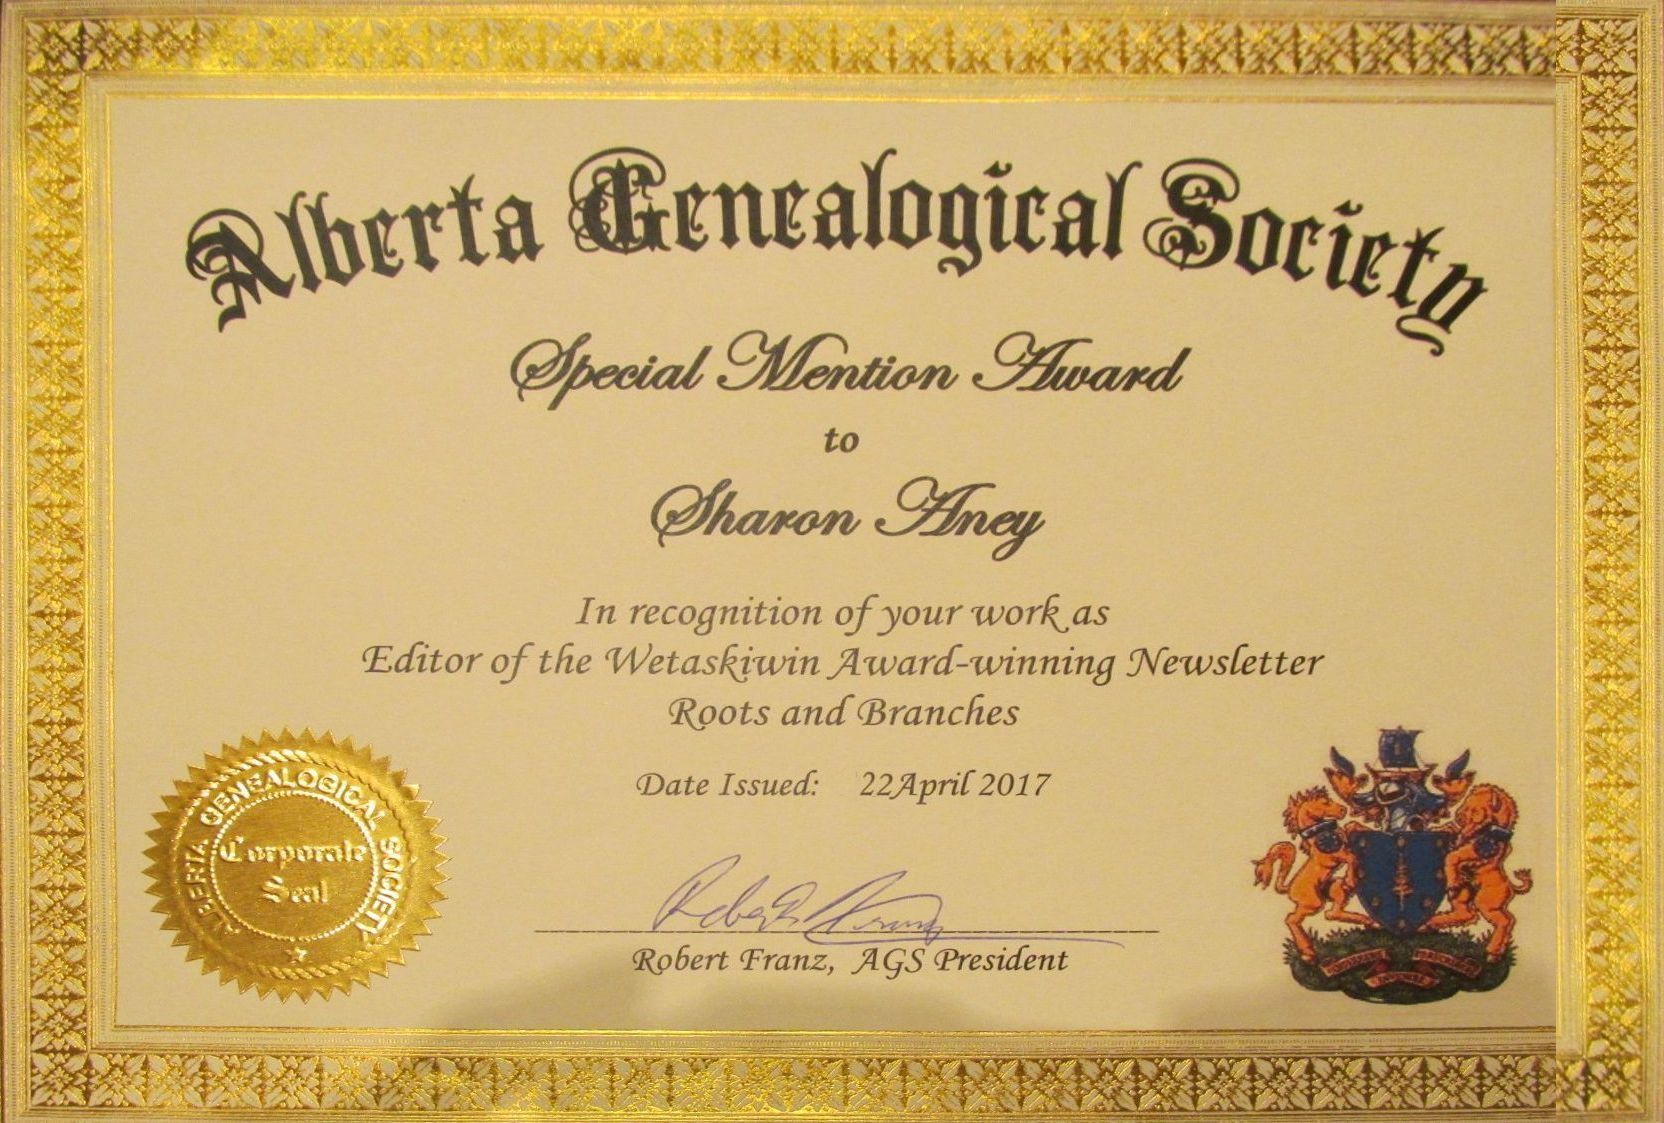 Alberta Genealogical Society
Special Mention Award
to
Sharon Aney
In recognition of your work as
Editor of the Wetaskiwin Award-winning Newsletter
Roots and Branches
Date Issued: 22April 2017
Robert Franz
Robert Franz, AGS President
ALBERTA GENEALOGICAL SOCIETY
Corporate
Seal